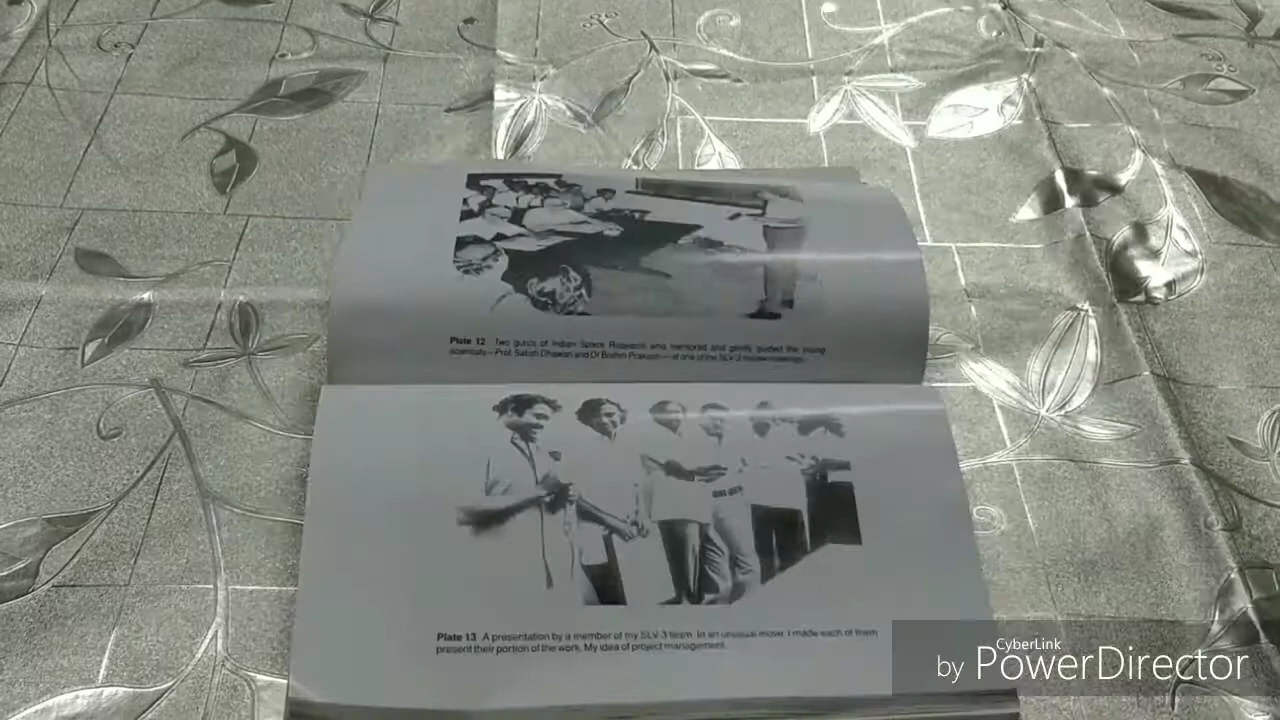 Plate 12 Two gurus of Indian Space Research who mentored and gently guided the young
scientists—Prof. Satish Dhawan and Dr Brahm Prakash—at one of the SLV-3 review meetings.
Plate 13 A presentation by a member of my SLV-3 team. In an unusual move, I made each of them
present their portion of the work. My idea of project management.
CyberLink
by PowerDirector